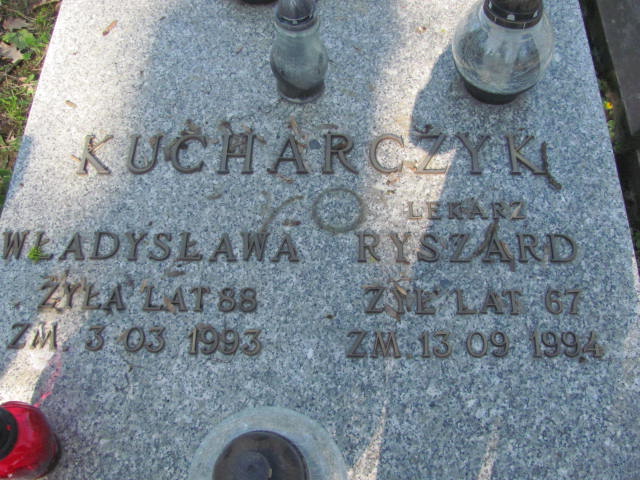 KUCHARCZYK
WŁADYSŁAWA
ŻYŁA LAT 88
ZM 3 03 1993
LEKARZ
RYSZARD
ŻYŁ LAT 67
ZM 13 09 1994